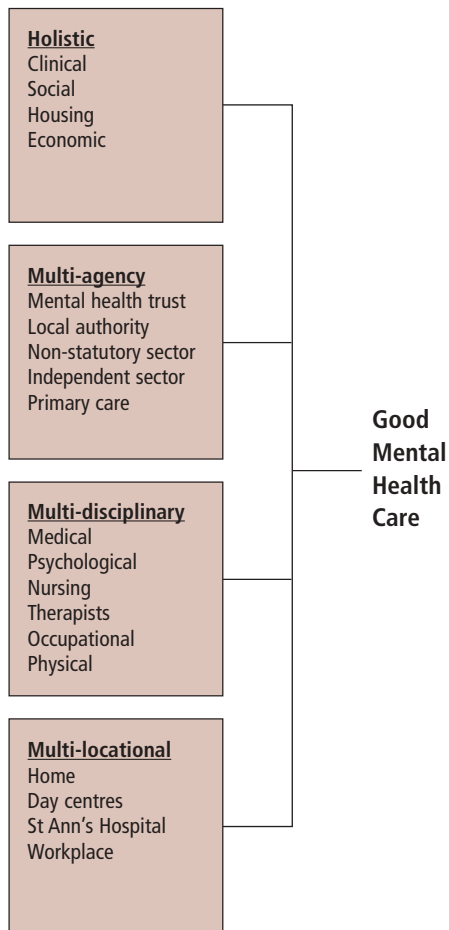 Holistic
Clinical
Social
Housing
Economic
Multi-agency
Mental health trust
Local authority
Non-statutory sector
Independent sector
Primary care
Multi-disciplinary
Medical
Psychological
Nursing
Therapists
Occupational
Physical
Multi-locational
Home
Day centres
St Ann’s Hospital
Workplace
Good
Mental
Health
Care